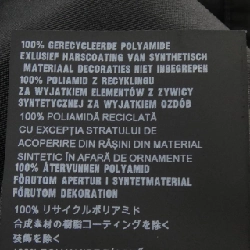 100% GERECYCLEERDE POLYAMIDE
EXLUSIEF HARSCOATING VAN SYNTHETISCH
MATERIAAL DECORATIES NIET INBEGREPEN
100% POLIAMID Z RECYKLINGU
ZA WYJĄTKIEM ELEMENTÓW Z ŻYWICY
SYNTETYCZNEJ ZA WYJĄTKIEM OZDÓB
100% POLIAMIDĂ RECICLATĂ
CU EXCEPȚIA STRATULUI DE
ACOPERIRE DIN RĂȘINI DIN MATERIAL
SINTETIC ÎN AFARĂ DE ORNAMENTE
100% ÅTERVUNNEN POLYAMID
FÖRUTOM APERTUR I SYNTETMATERIAL
FÖRUTOM DEKORATION
100% リサイクルポリアミド
合成素材の樹脂コーティングを除く
装飾を除く